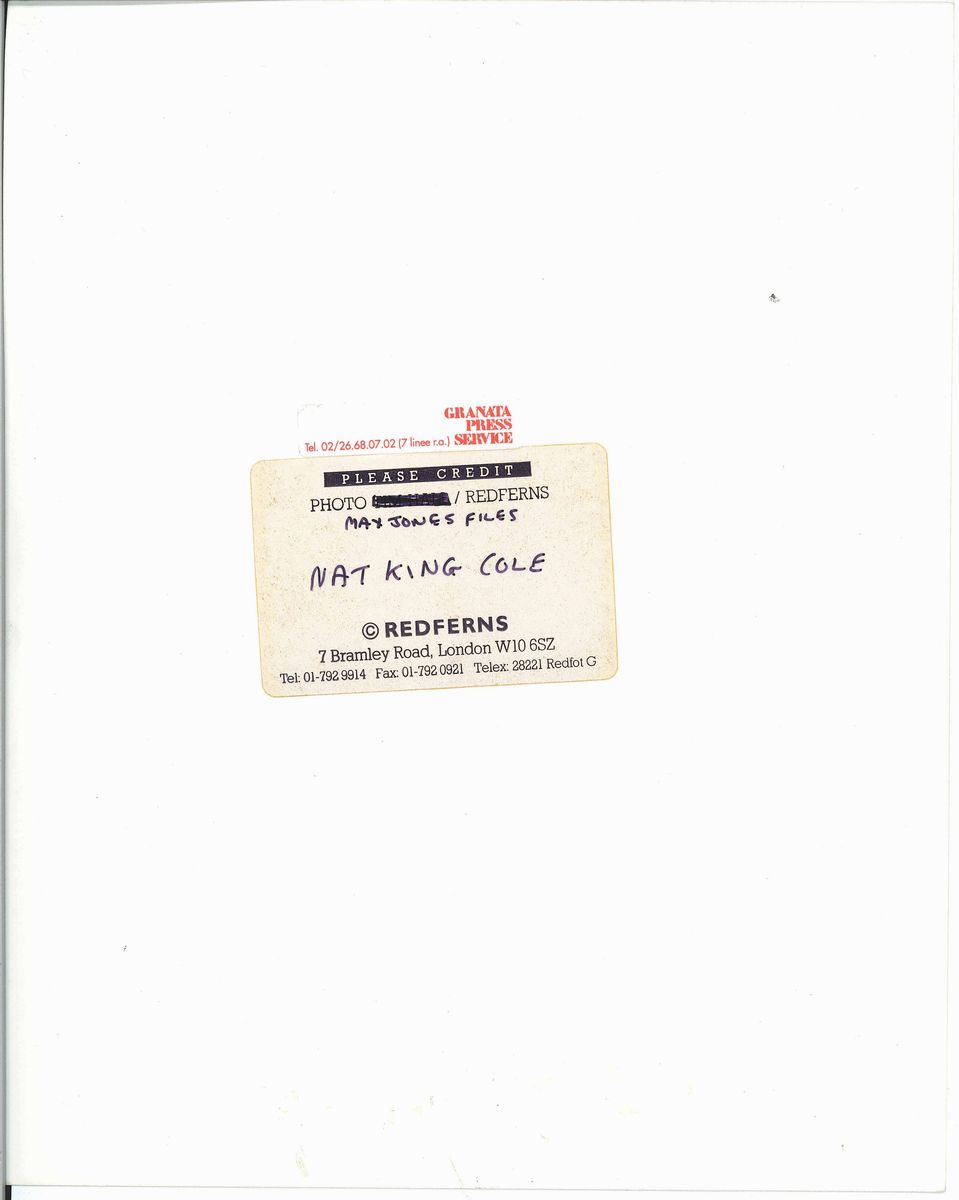 GRANATA
PRESS
Tel. 02/26.68.07.02 (7 linee r.a.) SERVICE
PLEASE CREDIT
PHOTO / REDFERNS
MAX JONES FILES
NAT KING COLE
© REDFERNS
7 Bramley Road, London W10 6SZ
Tel: 01-792 9914 Fax: 01-792 0921 Telex: 28221 Redfot G